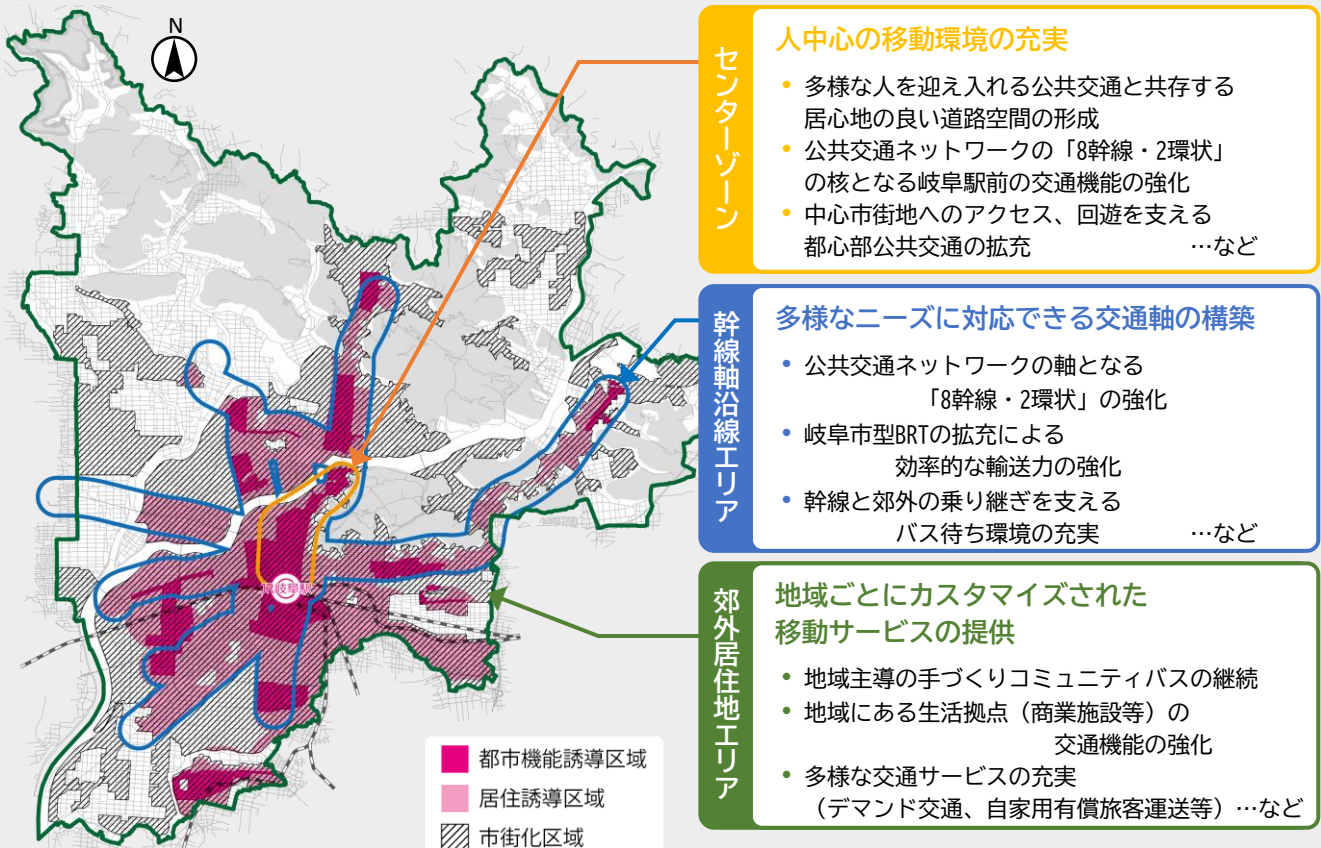 N
センターゾーン
人中心の移動環境の充実
• 多様な人を迎え入れる公共交通と共存する
居心地の良い道路空間の形成
• 公共交通ネットワークの「8幹線・2環状」
の核となる岐阜駅前の交通機能の強化
• 中心市街地へのアクセス、回遊を支える
都心部公共交通の拡充 …など
幹線軸沿線エリア
多様なニーズに対応できる交通軸の構築
• 公共交通ネットワークの軸となる
「8幹線・2環状」の強化
• 岐阜市型BRTの拡充による
効率的な輸送力の強化
• 幹線と郊外の乗り継ぎを支える
バス待ち環境の充実 …など
郊外居住地エリア
地域ごとにカスタマイズされた
移動サービスの提供
• 地域主導の手づくりコミュニティバスの継続
• 地域にある生活拠点（商業施設等）の
交通機能の強化
• 多様な交通サービスの充実
（デマンド交通、自家用有償旅客運送等）…など
JR岐阜駅
都市機能誘導区域
居住誘導区域
市街化区域